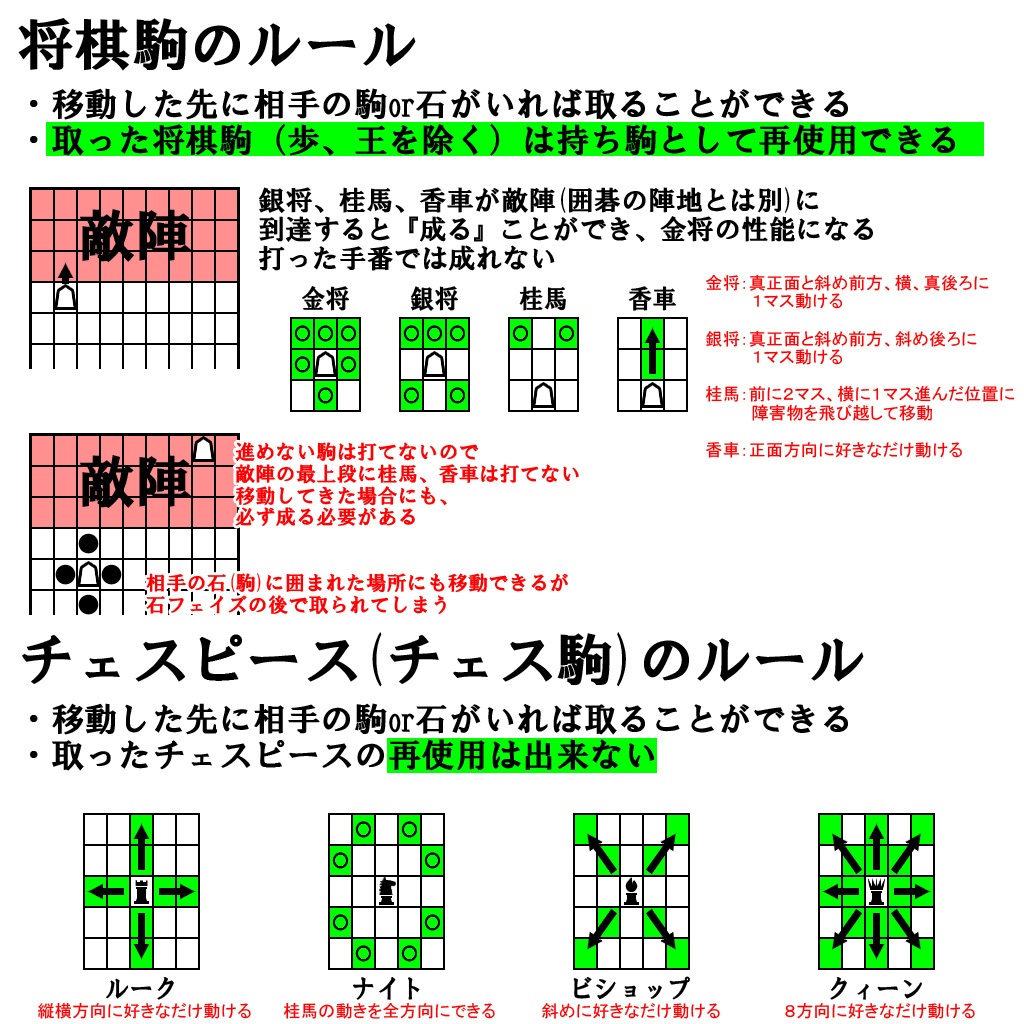 将棋駒のルール
・移動した先に相手の駒or石がいれば取ることができる
・取った将棋駒（歩、王を除く）は持ち駒として再使用できる
敵陣
銀将、桂馬、香車が敵陣(囲碁の陣地とは別)に
到達すると『成る』ことができ、金将の性能になる
打った手番では成れない
金将 銀将 桂馬 香車
金将：真正面と斜め前方、横、真後ろに
１マス動ける
銀将：真正面と斜め前方、斜め後ろに
１マス動ける
桂馬：前に２マス、横に１マス進んだ位置に
障害物を飛び越して移動
香車：正面方向に好きなだけ動ける
敵陣
進めない駒は打てないので
敵陣の最上段に桂馬、香車は打てない
移動してきた場合にも、
必ず成る必要がある
相手の石(駒)に囲まれた場所にも移動できるが
石フェイズの後で取られてしまう
チェスピース(チェス駒)のルール
・移動した先に相手の駒or石がいれば取ることができる
・取ったチェスピースの再使用は出来ない
ルーク ナイト ビショップ クィーン
縦横方向に好きなだけ動ける 桂馬の動きを全方向にできる 斜めに好きなだけ動ける ８方向に好きなだけ動ける